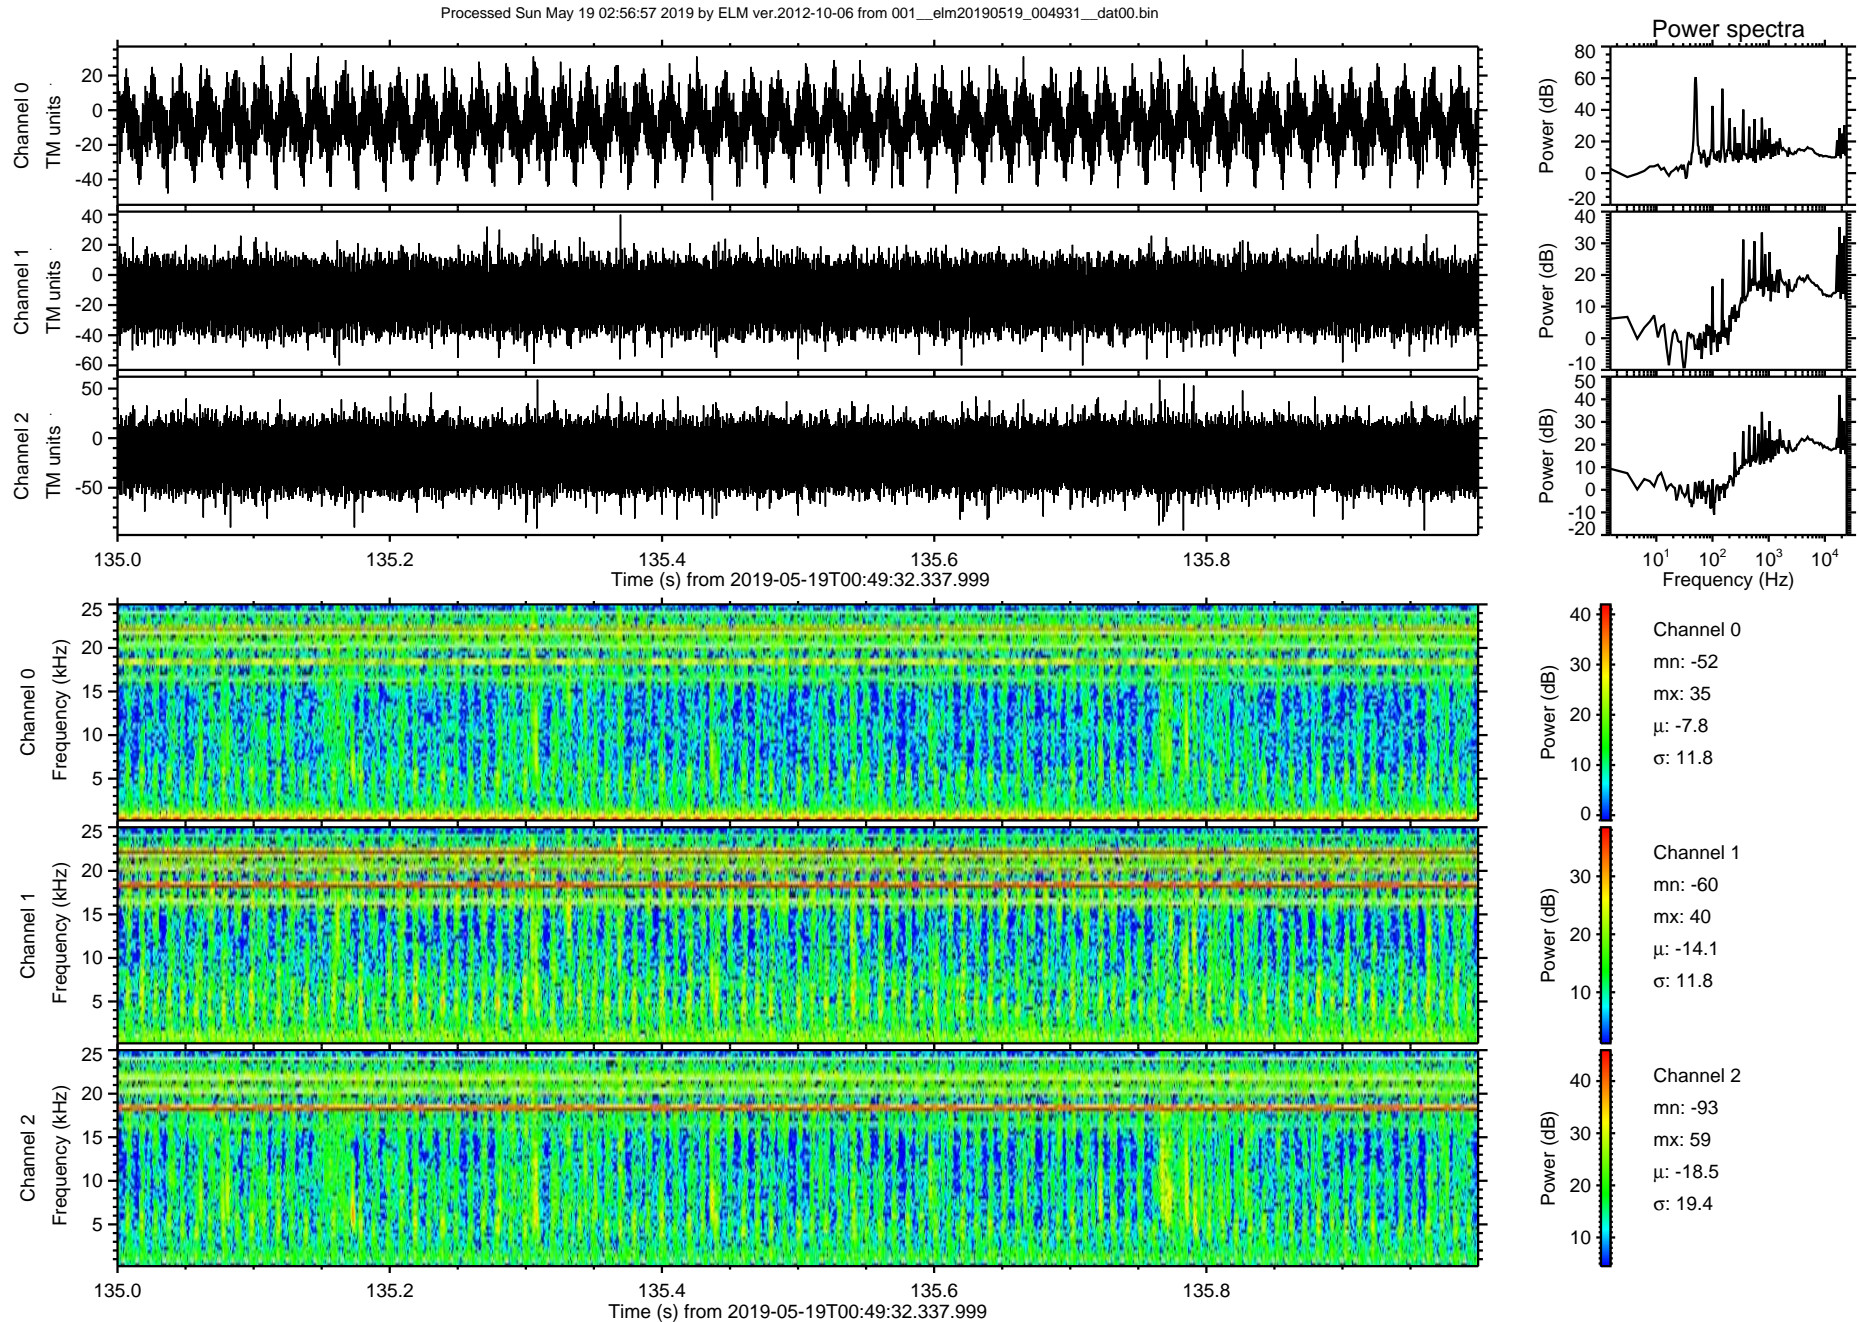 Processed Sun May 19 02:56:57 2019 by ELM ver.2012-10-06 from 001__elm20190519_004931__dat00.bin
Power spectra
Channel 0
TM units
20
0
-20
-40
Power (dB)
80
60
40
20
0
-20
Channel 1
TM units
40
20
0
-20
-40
-60
Power (dB)
40
30
20
10
0
-10
Channel 2
TM units
50
0
-50
Power (dB)
50
40
30
20
10
0
-10
-20
135.0 135.2 135.4 135.6 135.8
Time (s) from 2019-05-19T00:49:32.337.999
10¹ 10² 10³ 10⁴
Frequency (Hz)
Channel 0
Frequency (kHz)
25
20
15
10
5
Power (dB)
40
30
20
10
0
Channel 0
mn: -52
mx: 35
μ: -7.8
σ: 11.8
Channel 1
Frequency (kHz)
25
20
15
10
5
Power (dB)
30
20
10
Channel 1
mn: -60
mx: 40
μ: -14.1
σ: 11.8
Channel 2
Frequency (kHz)
25
20
15
10
5
Power (dB)
40
30
20
10
Channel 2
mn: -93
mx: 59
μ: -18.5
σ: 19.4
135.0 135.2 135.4 135.6 135.8
Time (s) from 2019-05-19T00:49:32.337.999